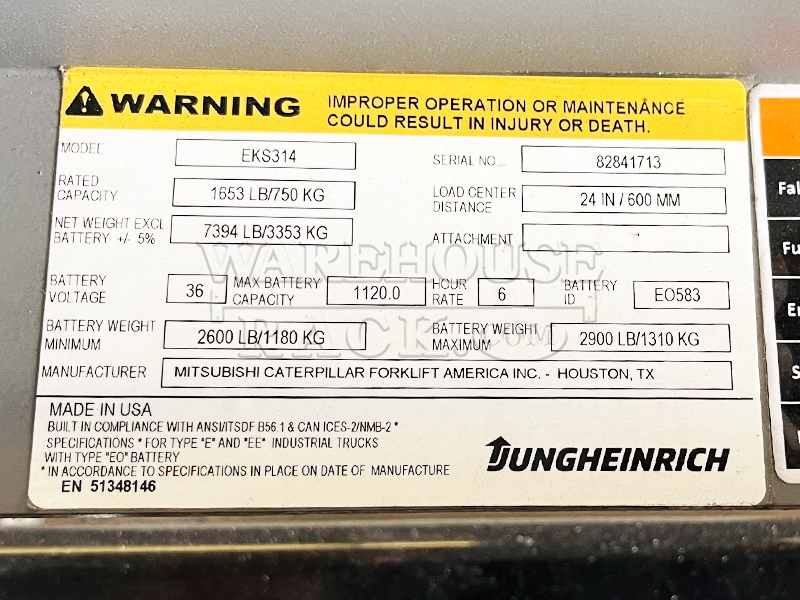 WARNING
IMPROPER OPERATION OR MAINTENANCE
COULD RESULT IN INJURY OR DEATH.
MODEL EKS314 SERIAL NO 82841713
RATED CAPACITY 1653 LB/750 KG LOAD CENTER DISTANCE 24 IN / 600 MM
NET WEIGHT EXCL BATTERY +/- 5% 7394 LB/3353 KG ATTACHMENT
BATTERY VOLTAGE 36 MAX BATTERY CAPACITY 1120.0 HOUR RATE 6 BATTERY ID EO583
BATTERY WEIGHT MINIMUM 2600 LB/1180 KG BATTERY WEIGHT MAXIMUM 2900 LB/1310 KG
MANUFACTURER MITSUBISHI CATERPILLAR FORKLIFT AMERICA INC. - HOUSTON, TX
MADE IN USA
BUILT IN COMPLIANCE WITH ANSI/ITSDF B56.1 & CAN ICES-2/NMB-2 *
SPECIFICATIONS * FOR TYPE "E" AND "EE" INDUSTRIAL TRUCKS
WITH TYPE "EO" BATTERY
* IN ACCORDANCE TO SPECIFICATIONS IN PLACE ON DATE OF MANUFACTURE
EN 51348146
JUNGHEINRICH
WAREHOUSE
RACK.COM
Fal
Fu